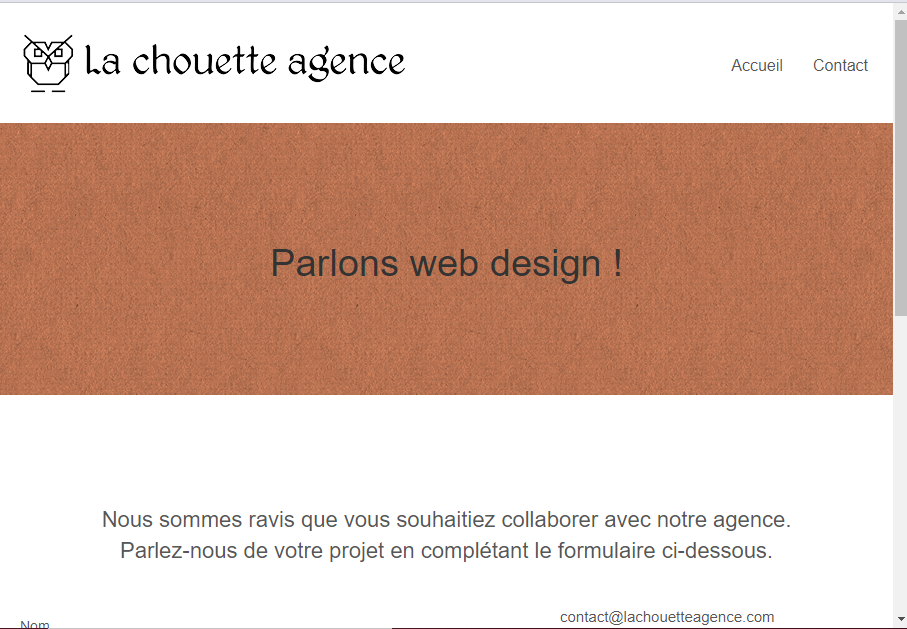 La chouette agence
Accueil
Contact
Parlons web design !
Nous sommes ravis que vous souhaitiez collaborer avec notre agence.
Parlez-nous de votre projet en complétant le formulaire ci-dessous.
Nom
contact@lachouetteagence.com